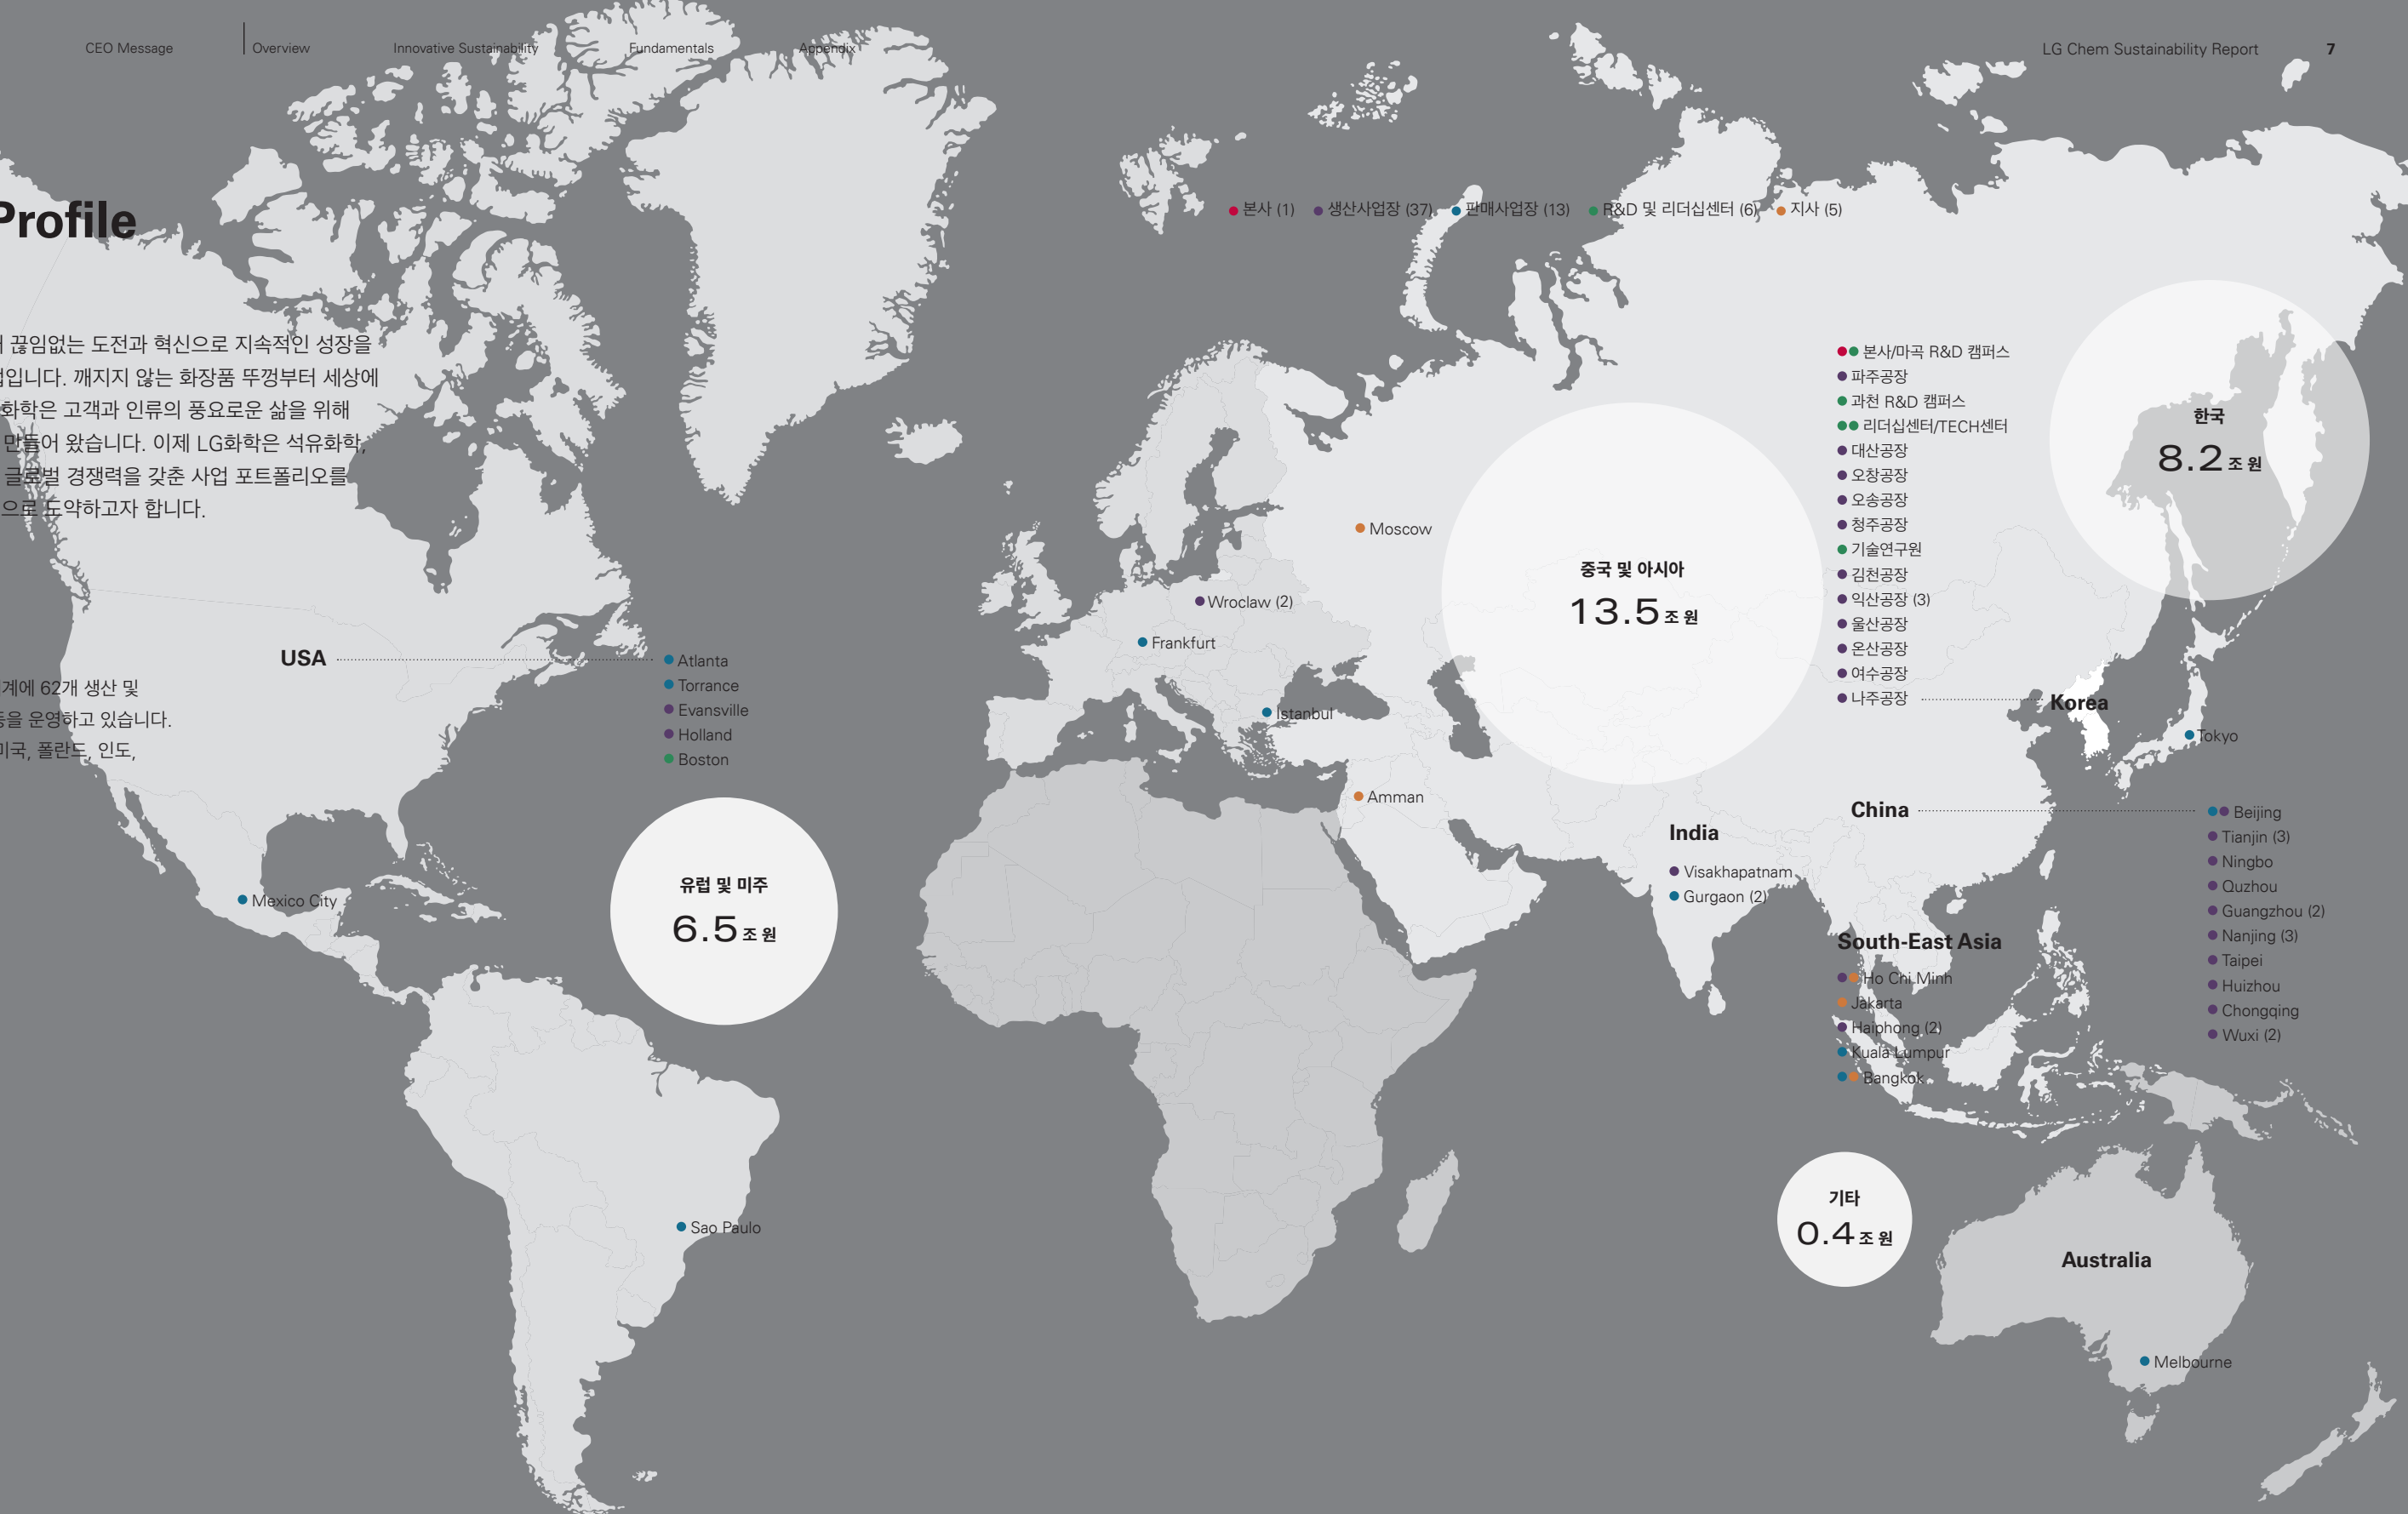 CEO Message
Overview
Innovative Sustainability
Fundamentals
Appendix
LG Chem Sustainability Report
7
Profile
끊임없는 도전과 혁신으로 지속적인 성장을
깨지지 않는 화장품 뚜껑부터 세상에
화학은 고객과 인류의 풍요로운 삶을 위해
만들어 왔습니다. 이제 LG화학은 석유화학,
글로벌 경쟁력을 갖춘 사업 포트폴리오를
으로 도약하고자 합니다.
계에 62개 생산 및
등을 운영하고 있습니다.
미국, 폴란드, 인도,
본사 (1)
생산사업장 (37)
판매사업장 (13)
R&D 및 리더십센터 (6)
지사 (5)
USA
Atlanta
Torrance
Evansville
Holland
Boston
Mexico City
유럽 및 미주
6.5조 원
Sao Paulo
Moscow
Wroclaw (2)
Frankfurt
Istanbul
Amman
중국 및 아시아
13.5조 원
본사/마곡 R&D 캠퍼스
파주공장
과천 R&D 캠퍼스
리더십센터/TECH센터
대산공장
오창공장
오송공장
청주공장
기술연구원
김천공장
익산공장 (3)
울산공장
온산공장
여수공장
나주공장
Korea
한국
8.2조 원
Tokyo
China
Beijing
Tianjin (3)
Ningbo
Quzhou
Guangzhou (2)
Nanjing (3)
Taipei
Huizhou
Chongqing
Wuxi (2)
India
Visakhapatnam
Gurgaon (2)
South-East Asia
Ho Chi Minh
Jakarta
Haiphong (2)
Kuala Lumpur
Bangkok
기타
0.4조 원
Australia
Melbourne